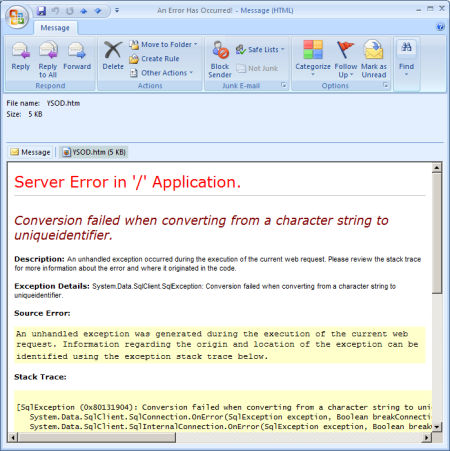 An Error Has Occurred! - Message (HTML)
Message
Reply
Reply to All
Forward
Respond
Delete
Move to Folder
Create Rule
Other Actions
Actions
Block Sender
Safe Lists
Not Junk
Junk E-mail
Categorize
Follow Up
Mark as Unread
Options
Find
File name: YSOD.htm
Size: 5 KB
Message
YSOD.htm (5 KB)
Server Error in '/' Application.
Conversion failed when converting from a character string to
uniqueidentifier.
Description: An unhandled exception occurred during the execution of the current web request. Please review the stack trace
for more information about the error and where it originated in the code.
Exception Details: System.Data.SqlClient.SqlException: Conversion failed when converting from a character string to
uniqueidentifier.
Source Error:
An unhandled exception was generated during the execution of the current web
request. Information regarding the origin and location of the exception can be
identified using the exception stack trace below.
Stack Trace:
[SqlException (0x80131904): Conversion failed when converting from a character string to uni
System.Data.SqlClient.SqlConnection.OnError(SqlException exception, Boolean breakConnecti
System.Data.SqlClient.SqlInternalConnection.OnError(SqlException exception, Boolean break